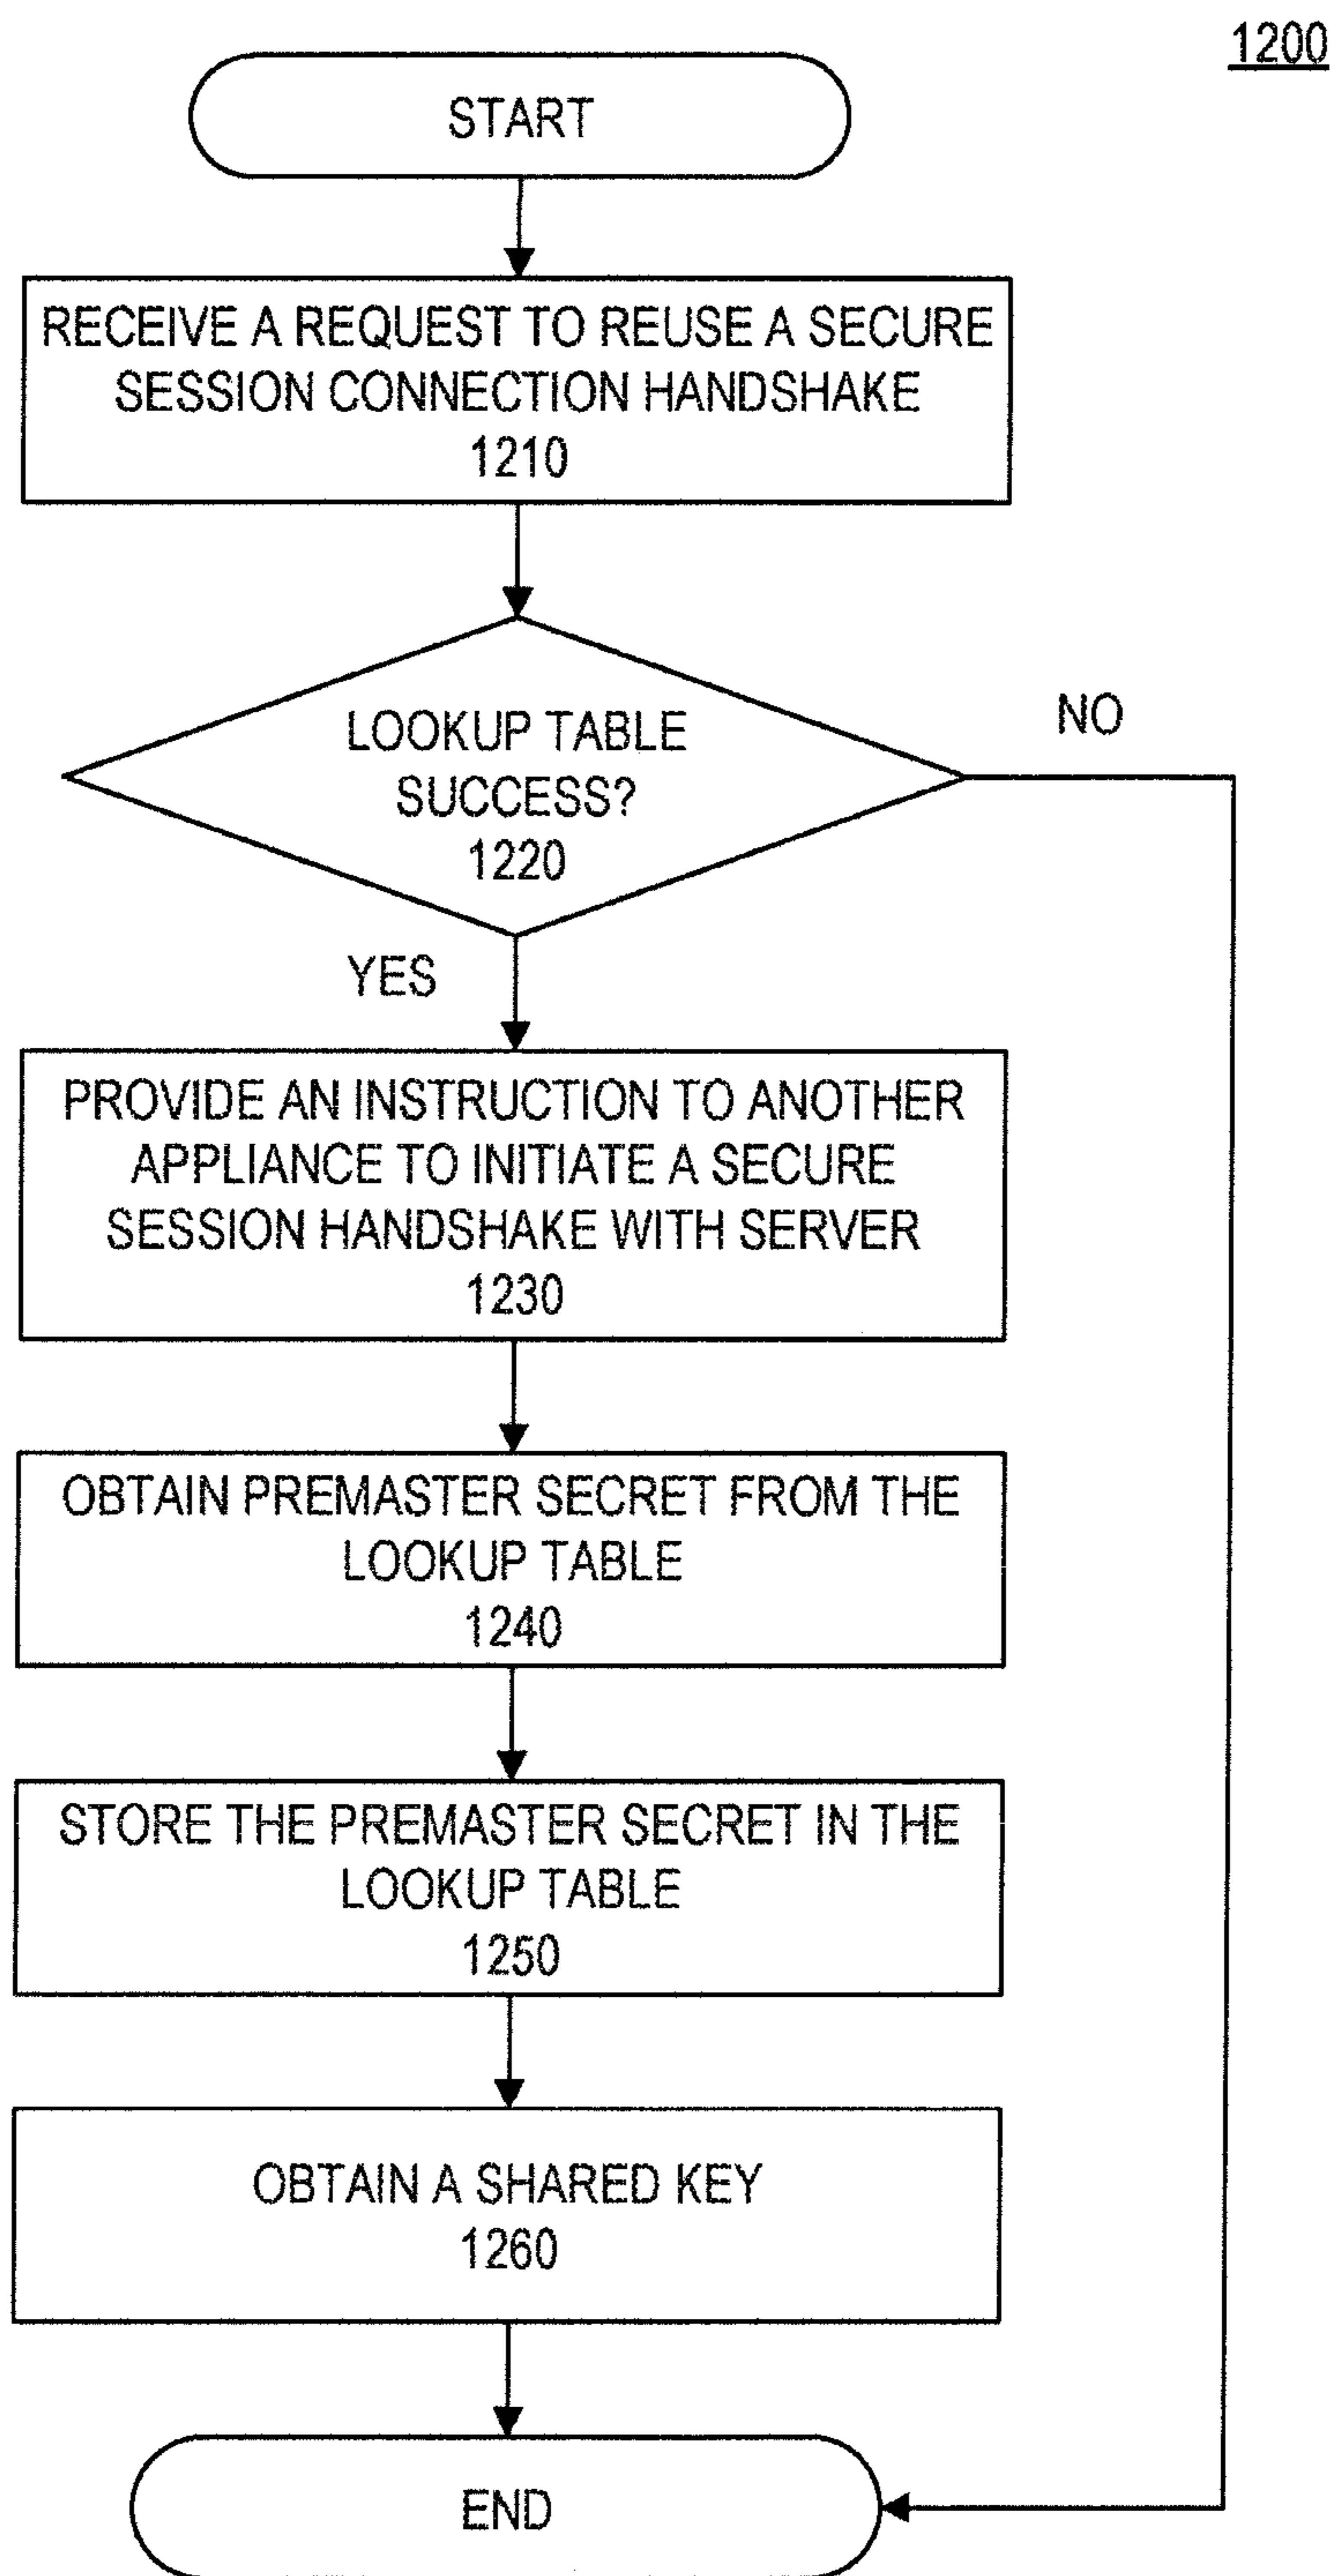 1200
START
RECEIVE A REQUEST TO REUSE A SECURE
SESSION CONNECTION HANDSHAKE
1210
LOOKUP TABLE
SUCCESS?
1220
NO
YES
PROVIDE AN INSTRUCTION TO ANOTHER
APPLIANCE TO INITIATE A SECURE
SESSION HANDSHAKE WITH SERVER
1230
OBTAIN PREMASTER SECRET FROM THE
LOOKUP TABLE
1240
STORE THE PREMASTER SECRET IN THE
LOOKUP TABLE
1250
OBTAIN A SHARED KEY
1260
END